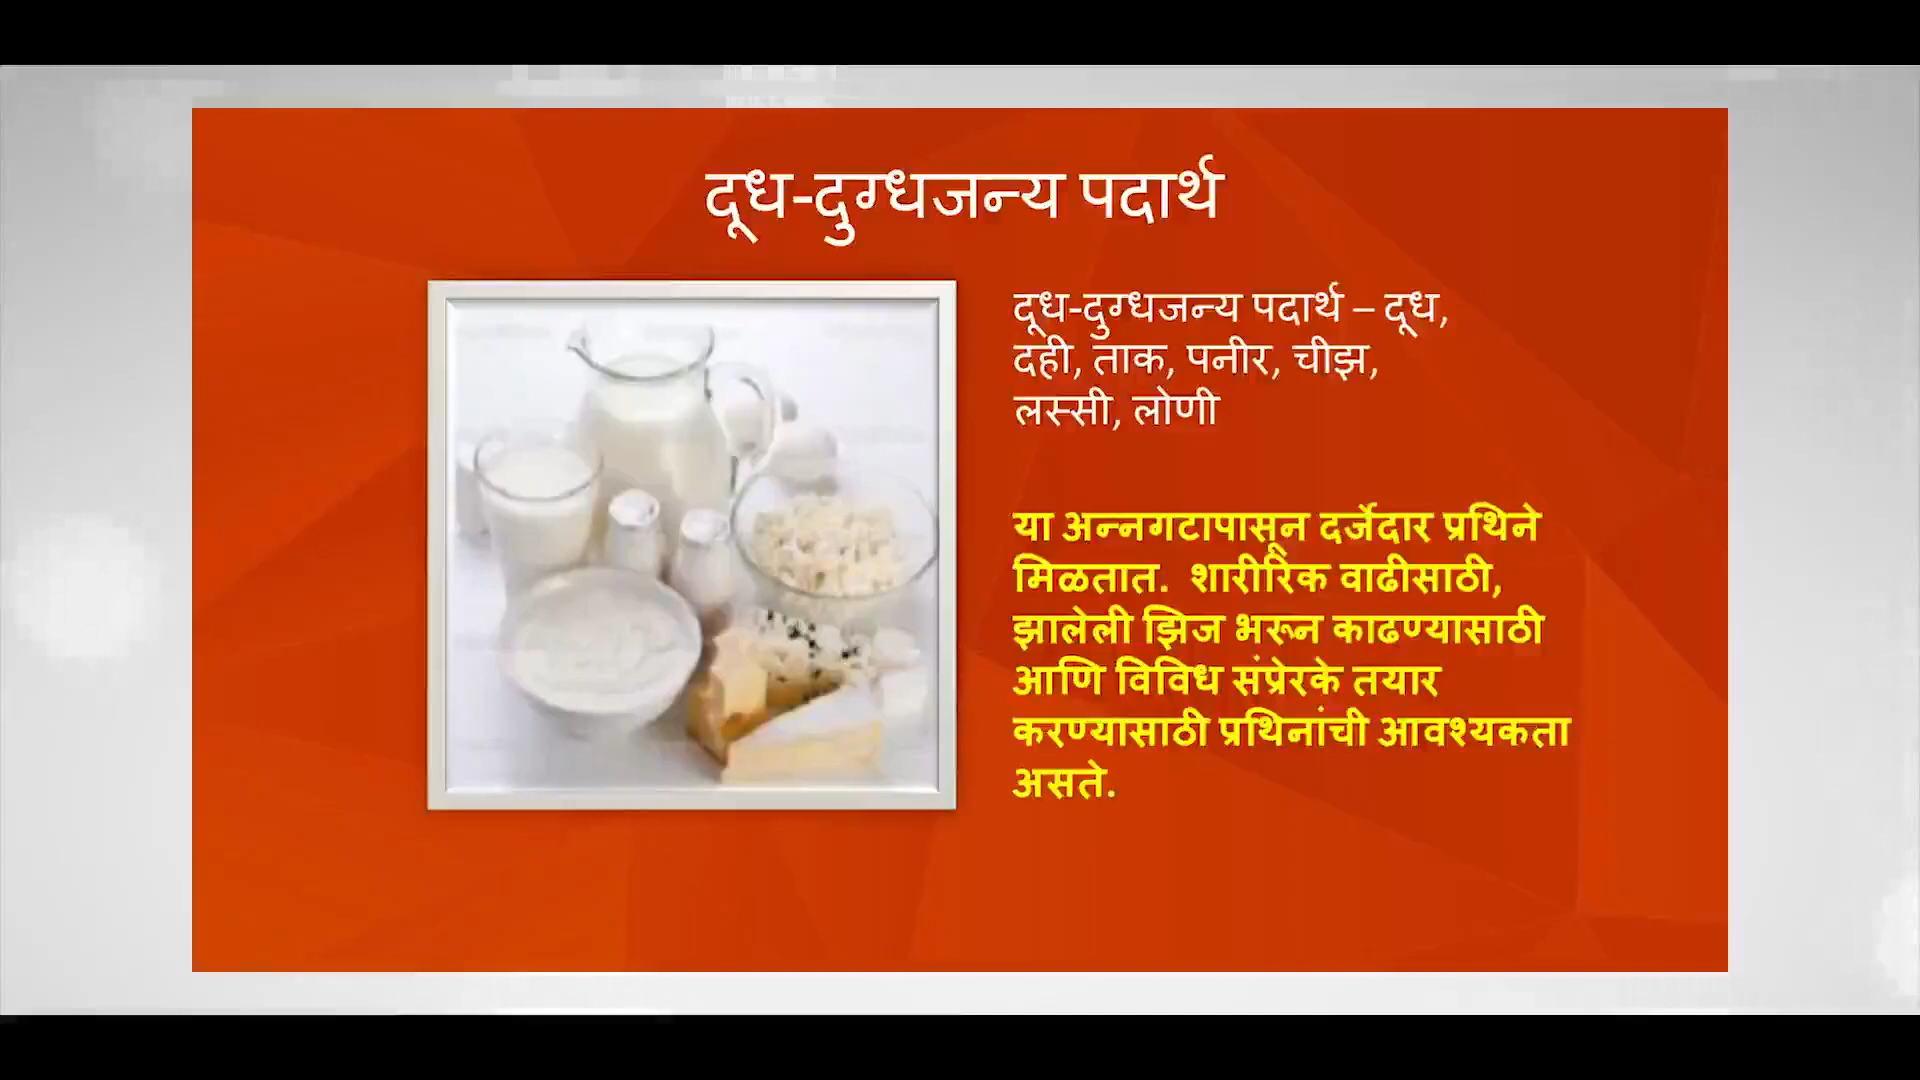 दूध-दुग्धजन्य पदार्थ
दूध-दुग्धजन्य पदार्थ – दूध,
दही, ताक, पनीर, चीझ,
लस्सी, लोणी
या अन्नगटापासून दर्जेदार प्रथिने
मिळतात. शारीरिक वाढीसाठी,
झालेली झिज भरून काढण्यासाठी
आणि विविध संप्रेरके तयार
करण्यासाठी प्रथिनांची आवश्यकता
असते.